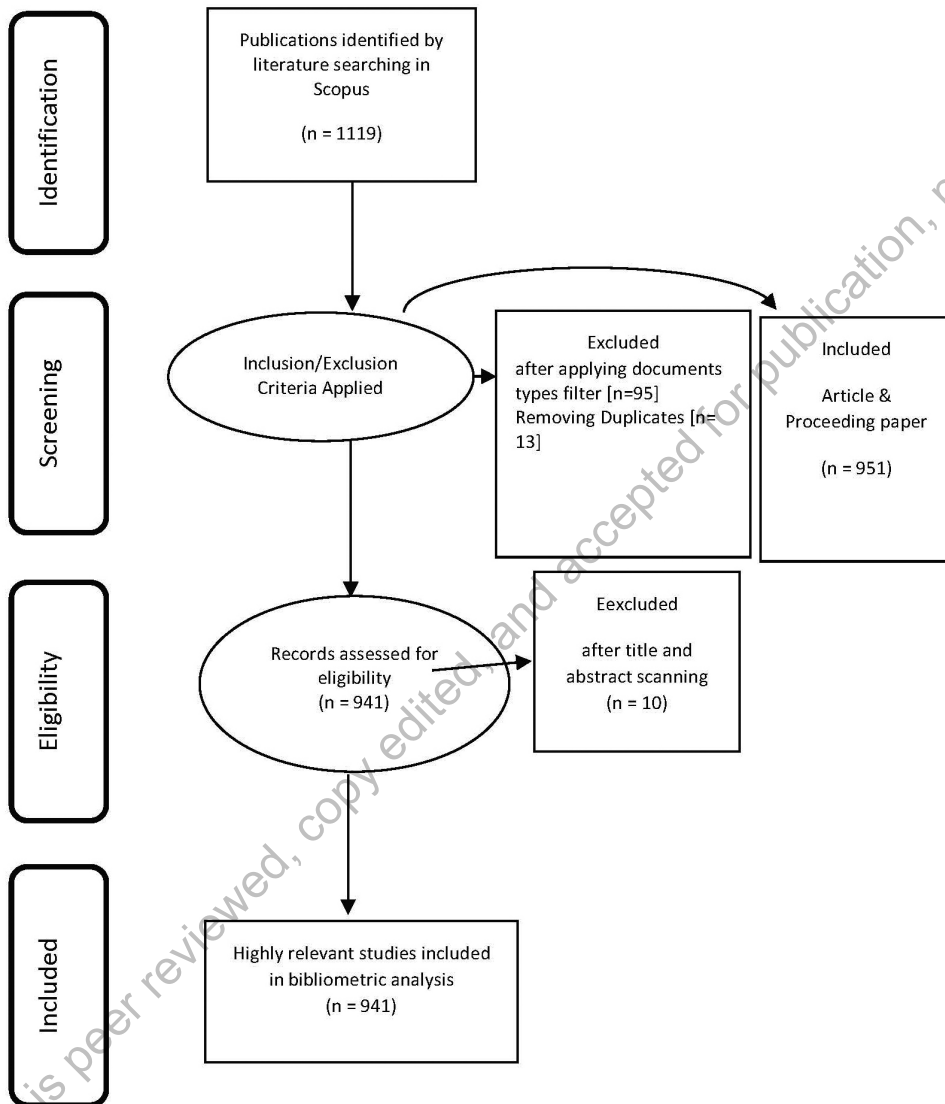 Identification
Publications identified by
literature searching in
Scopus
(n = 1119)
Screening
Inclusion/Exclusion
Criteria Applied
Excluded
after applying documents
types filter [n=95]
Removing Duplicates [n=
13]
Included
Article &
Proceeding paper
(n = 951)
Eligibility
Records assessed for
eligibility
(n = 941)
Eexcluded
after title and
abstract scanning
(n = 10)
Included
Highly relevant studies included
in bibliometric analysis
(n = 941)
is peer reviewed, copy edited, and accepted for publication,